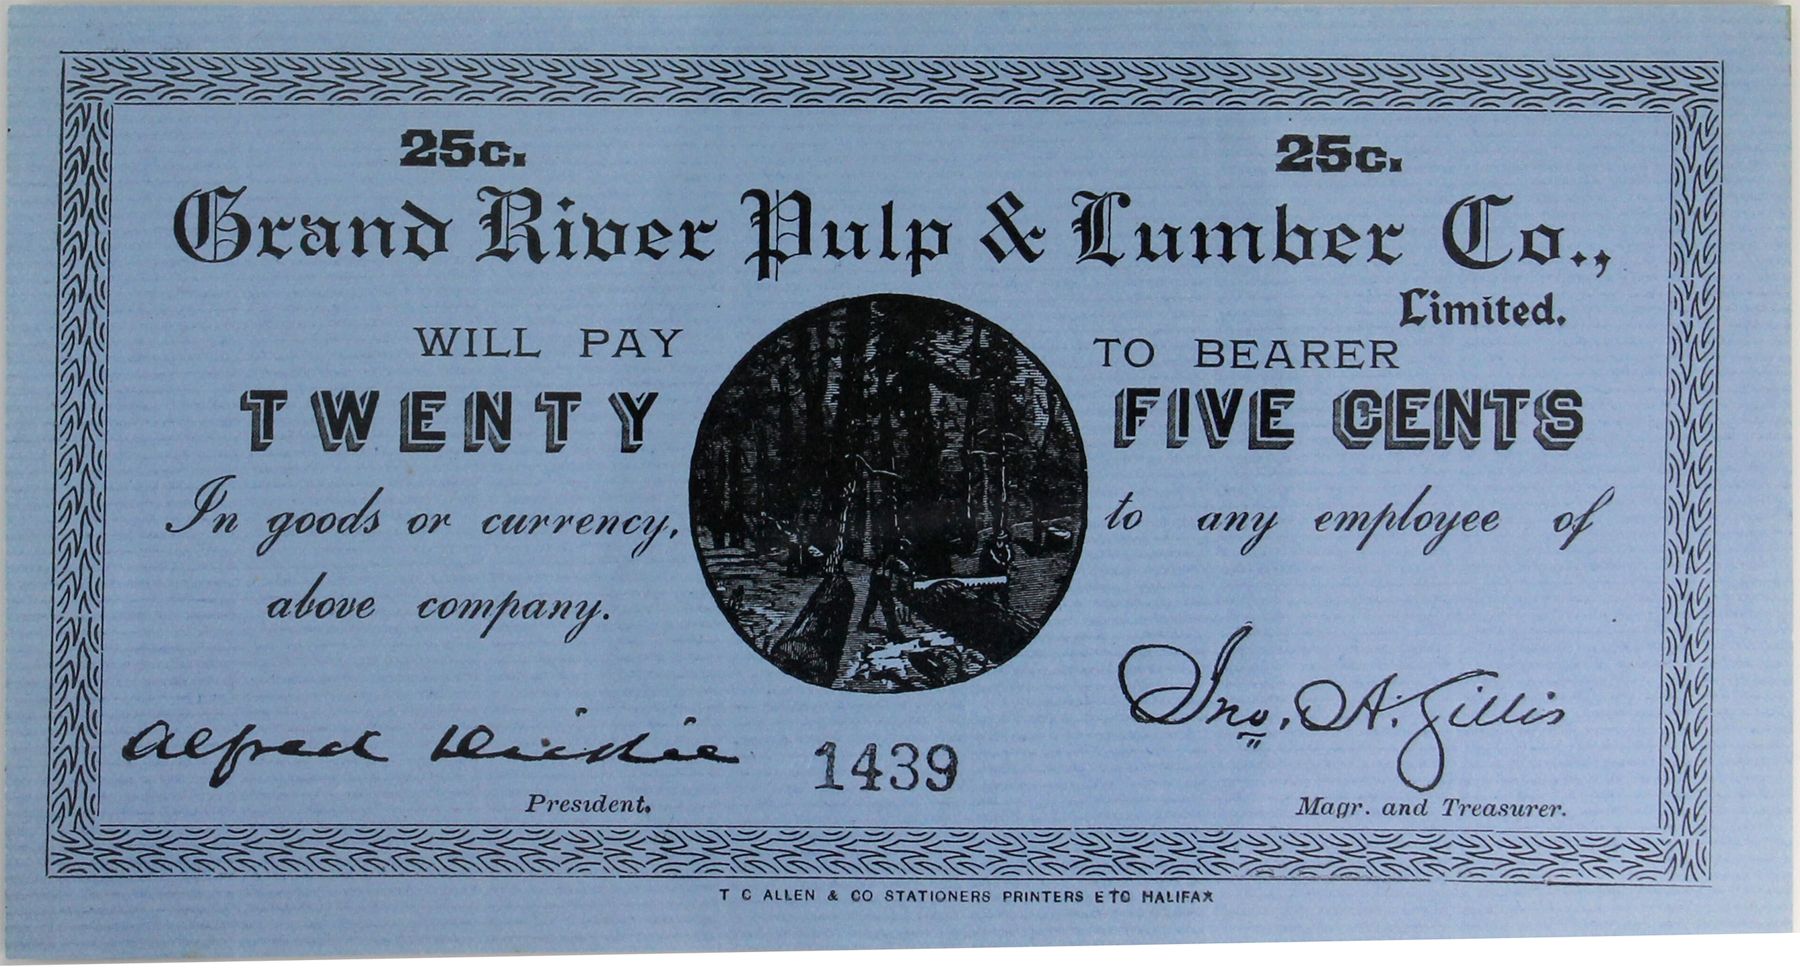 25c. 25c.
Grand River Pulp & Lumber Co.,
Limited.
WILL PAY TO BEARER
TWENTY FIVE CENTS
In goods or currency, to any employee of
above company.
Alfred Dickie
Jno. A. Gillis
1439
President. Magr. and Treasurer.
T C ALLEN & CO STATIONERS PRINTERS ETC HALIFAX